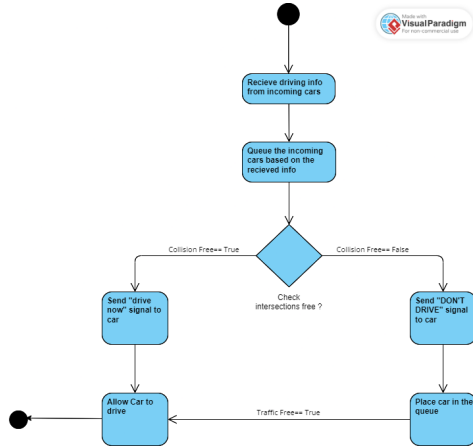 Made with
VisualParadigm
For non-commercial use
Recieve driving info
from incoming cars
Queue the incoming
cars based on the
recieved info
Collision Free== True
Collision Free== False
Check
intersections free ?
Send "drive
now" signal to
car
Send "DON'T
DRIVE" signal
to car
Allow Car to
drive
Traffic Free==True
Place car in the
queue